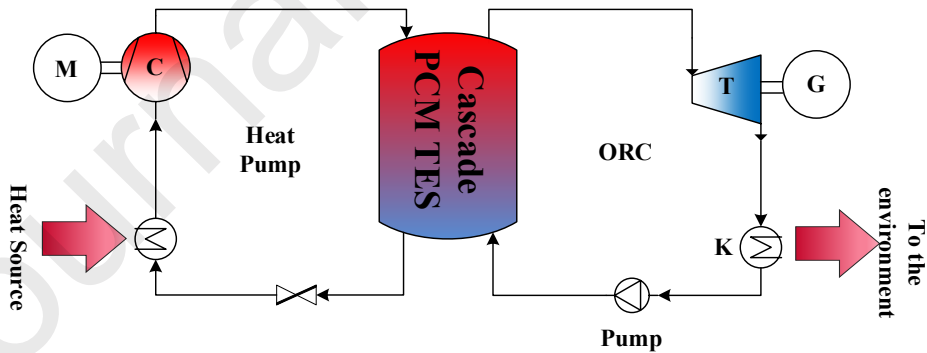 M
C
Cascade
PCM TES
T
G
Heat
Pump
ORC
Heat Source
K
To the
environment
Pump